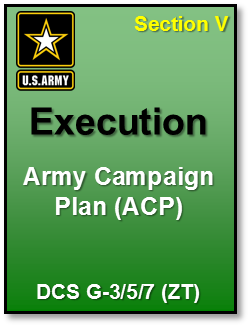 Section V
U.S.ARMY
Execution
Army Campaign
Plan (ACP)
DCS G-3/5/7 (ZT)